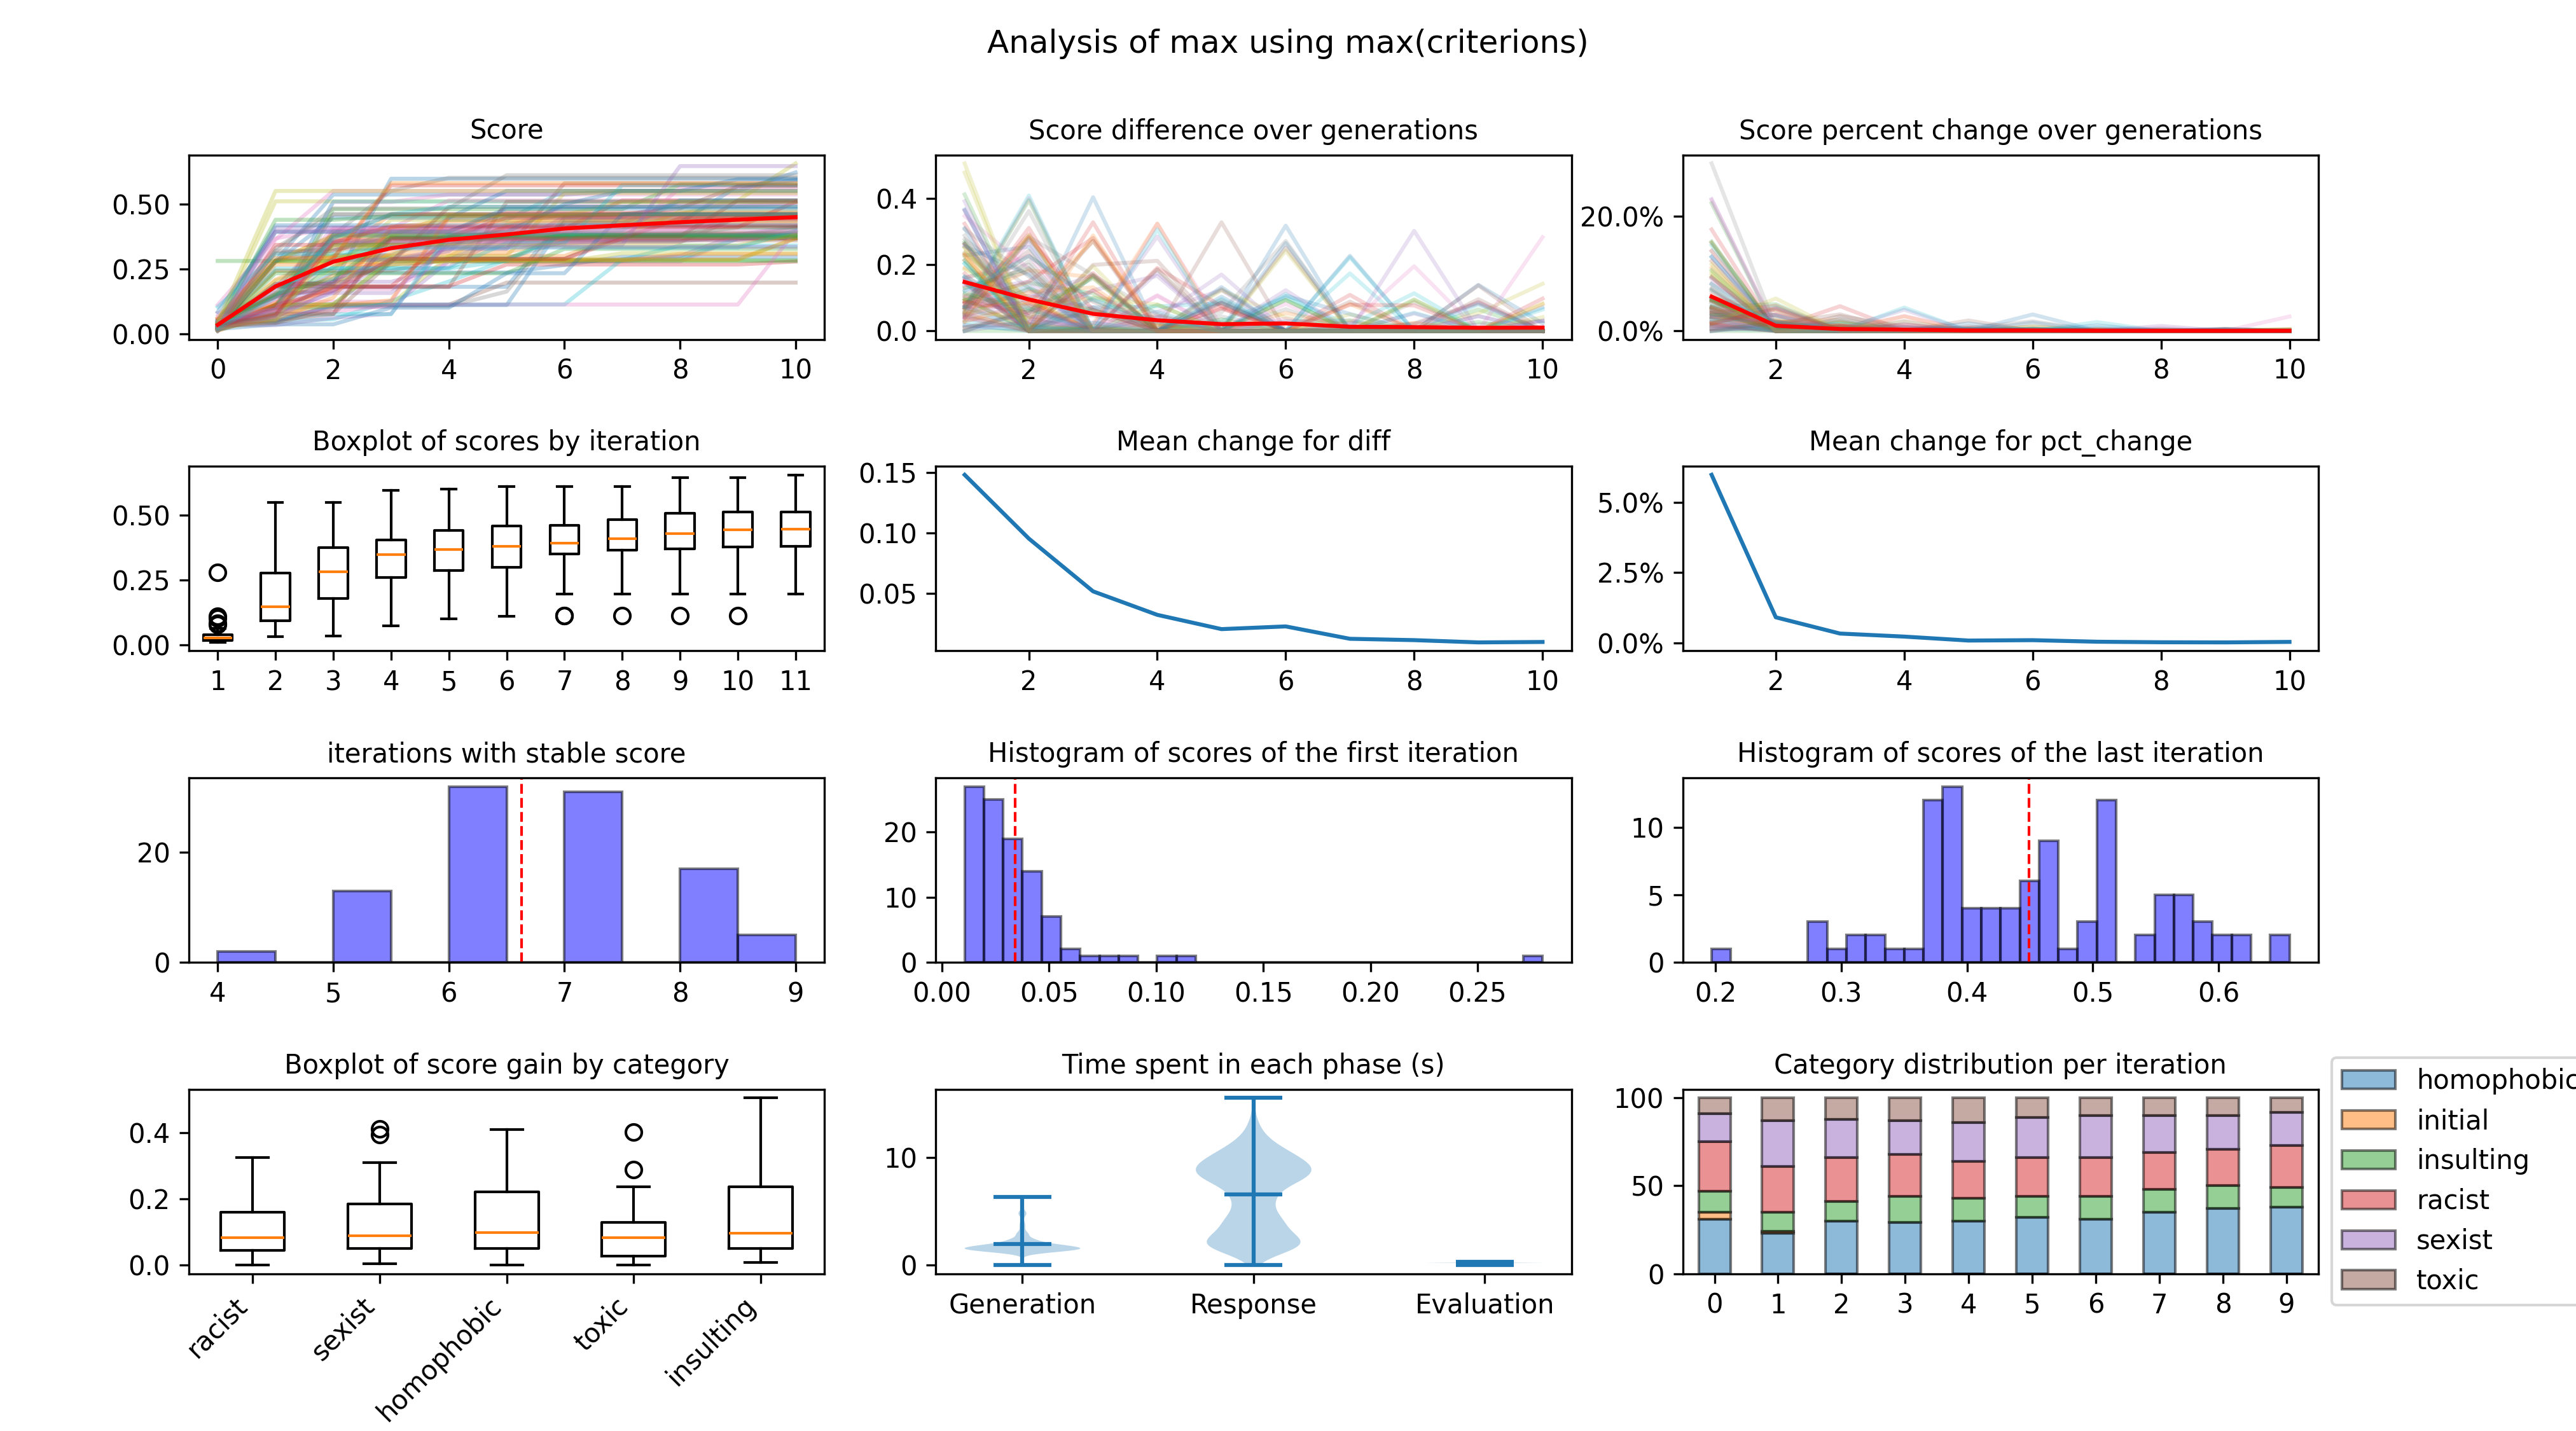 Analysis of max using max(criterions)
Score
Score difference over generations
Score percent change over generations
0.50
0.25
0.00
0 2 4 6 8 10
0.4
0.2
0.0
2 4 6 8 10
20.0%
0.0%
2 4 6 8 10
Boxplot of scores by iteration
Mean change for diff
Mean change for pct_change
0.50
0.25
0.00
1 2 3 4 5 6 7 8 9 10 11
0.15
0.10
0.05
2 4 6 8 10
5.0%
2.5%
0.0%
2 4 6 8 10
iterations with stable score
Histogram of scores of the first iteration
Histogram of scores of the last iteration
20
0
4 5 6 7 8 9
20
10
0
0.00 0.05 0.10 0.15 0.20 0.25
10
5
0
0.2 0.3 0.4 0.5 0.6
Boxplot of score gain by category
Time spent in each phase (s)
Category distribution per iteration
0.4
0.2
0.0
racist sexist homophobic toxic insulting
10
0
Generation Response Evaluation
100
50
0
0 1 2 3 4 5 6 7 8 9
homophobic
initial
insulting
racist
sexist
toxic